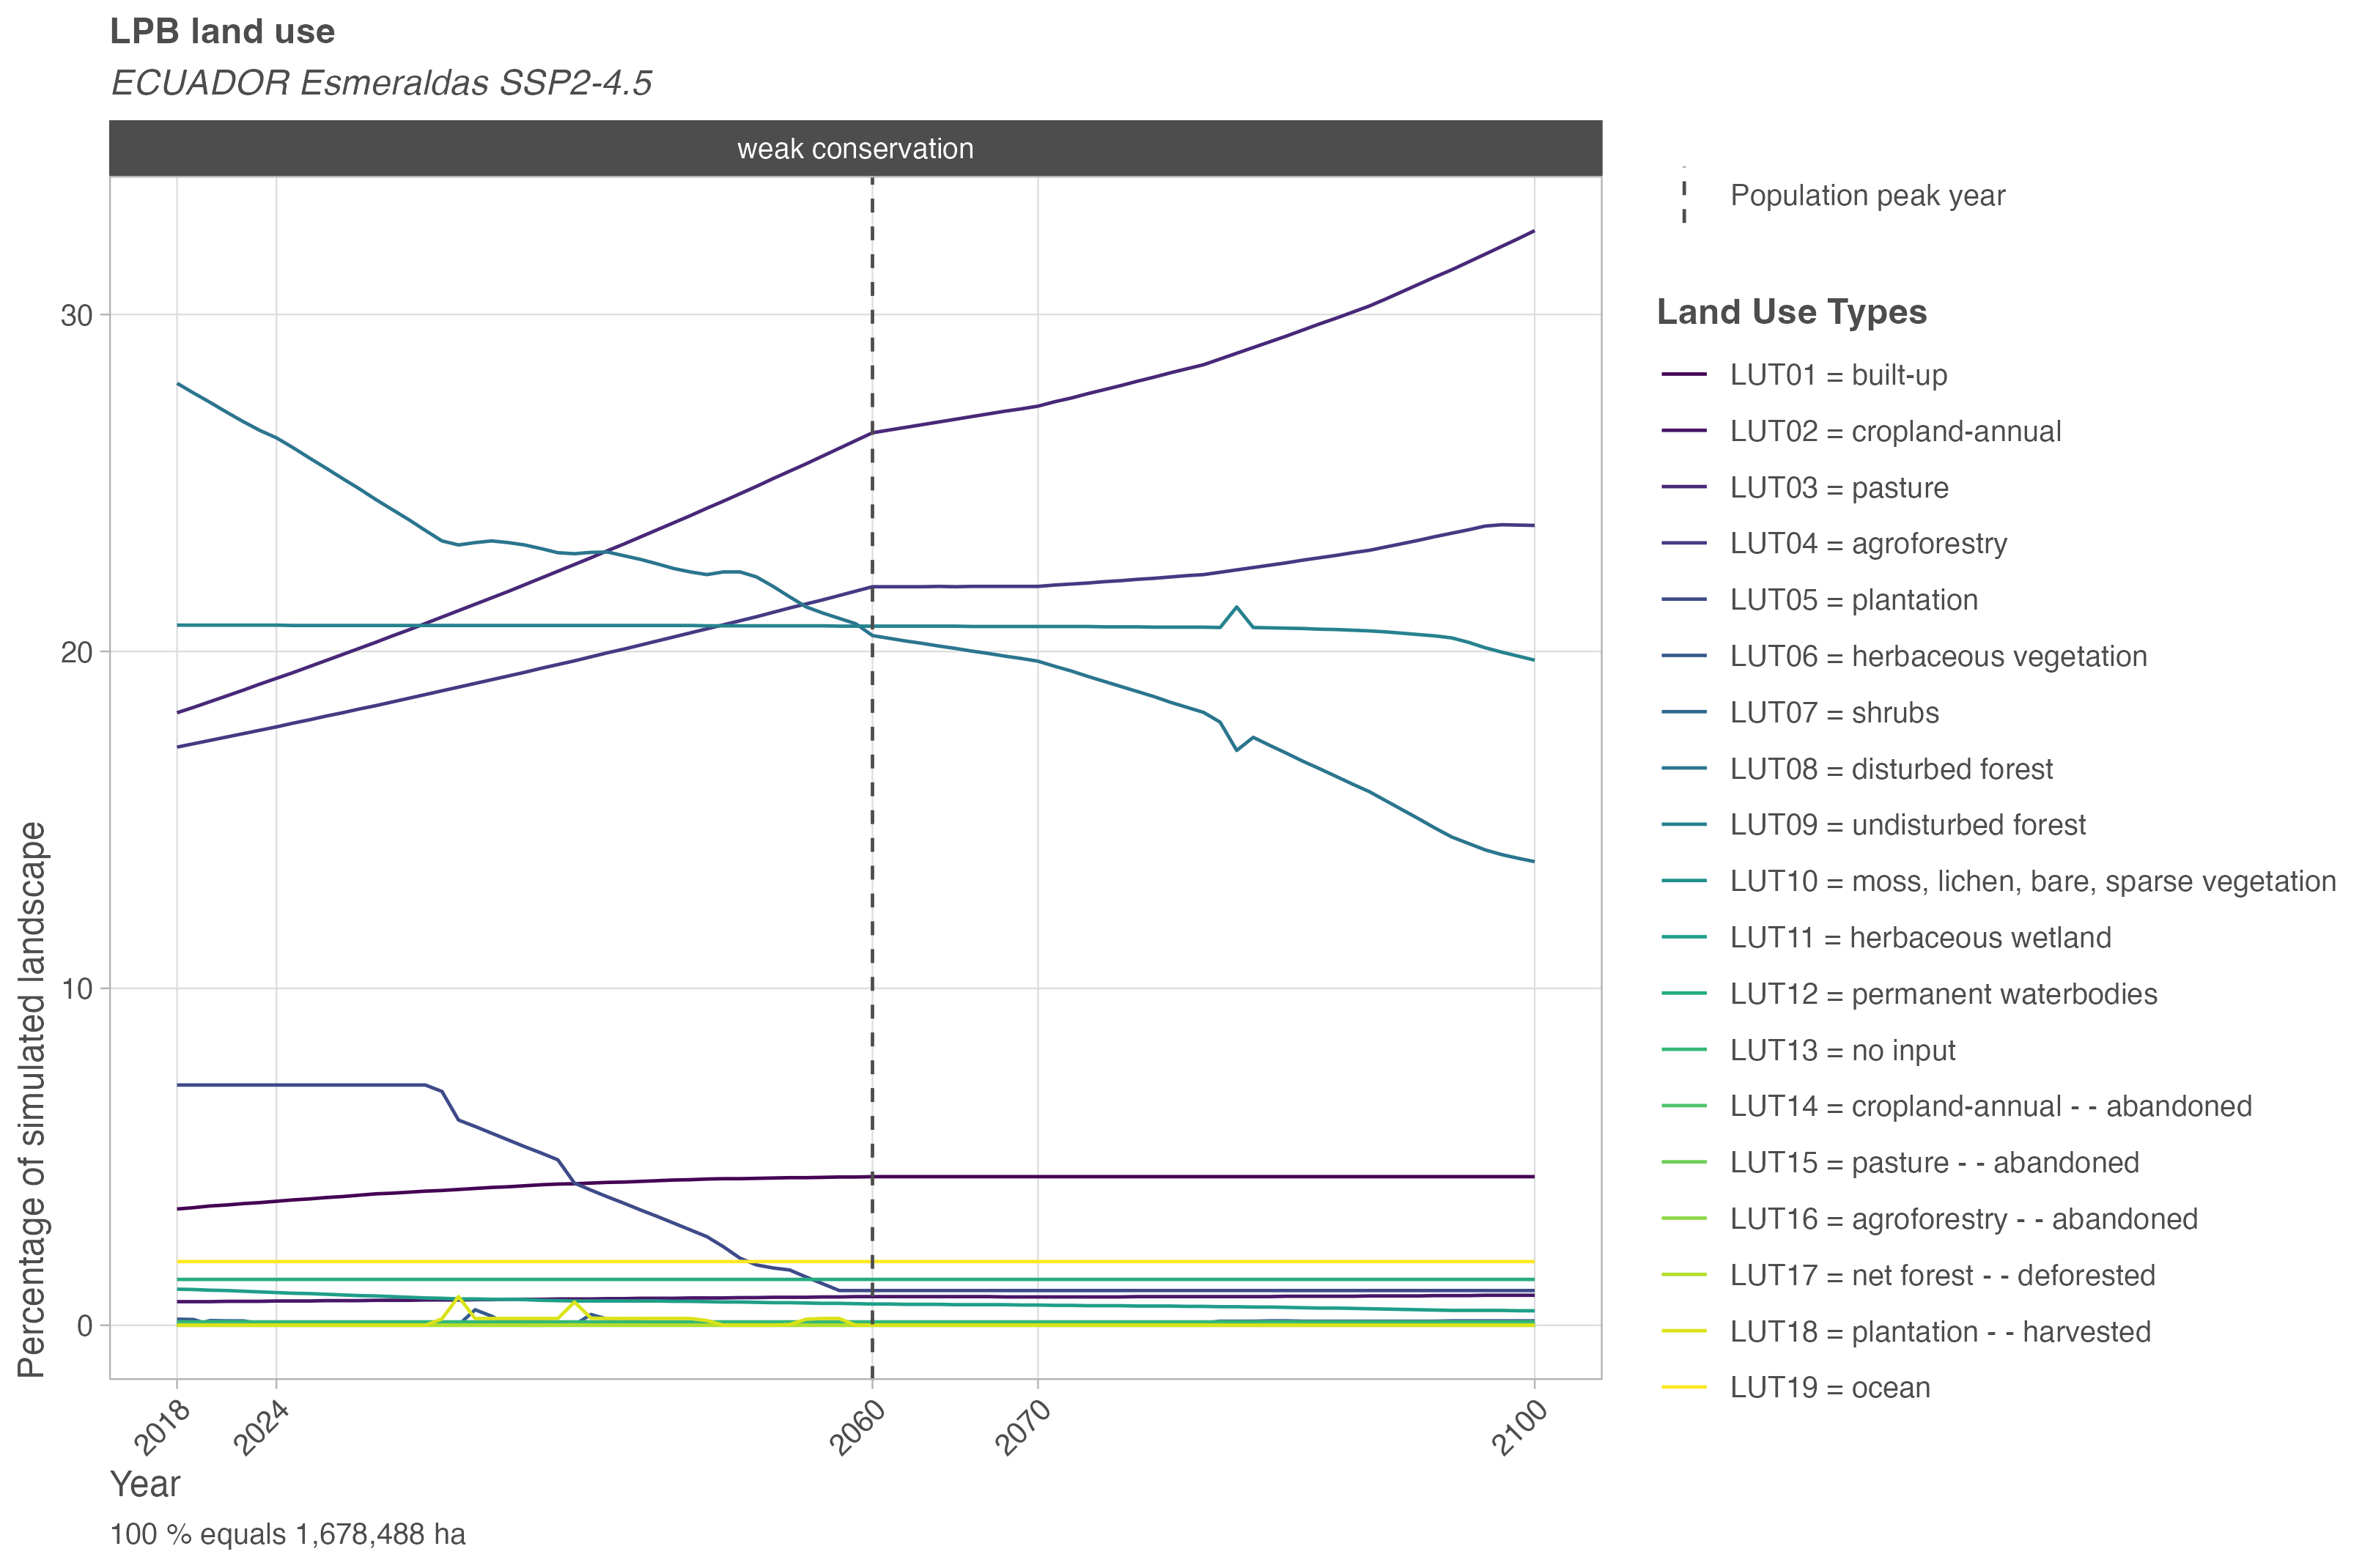 LPB land use
ECUADOR Esmeraldas SSP2-4.5
weak conservation
Percentage of simulated landscape
30
20
10
0
2018
2024
2060
2070
2100
Year
100 % equals 1,678,488 ha
Population peak year
Land Use Types
LUT01 = built-up
LUT02 = cropland-annual
LUT03 = pasture
LUT04 = agroforestry
LUT05 = plantation
LUT06 = herbaceous vegetation
LUT07 = shrubs
LUT08 = disturbed forest
LUT09 = undisturbed forest
LUT10 = moss, lichen, bare, sparse vegetation
LUT11 = herbaceous wetland
LUT12 = permanent waterbodies
LUT13 = no input
LUT14 = cropland-annual - - abandoned
LUT15 = pasture - - abandoned
LUT16 = agroforestry - - abandoned
LUT17 = net forest - - deforested
LUT18 = plantation - - harvested
LUT19 = ocean